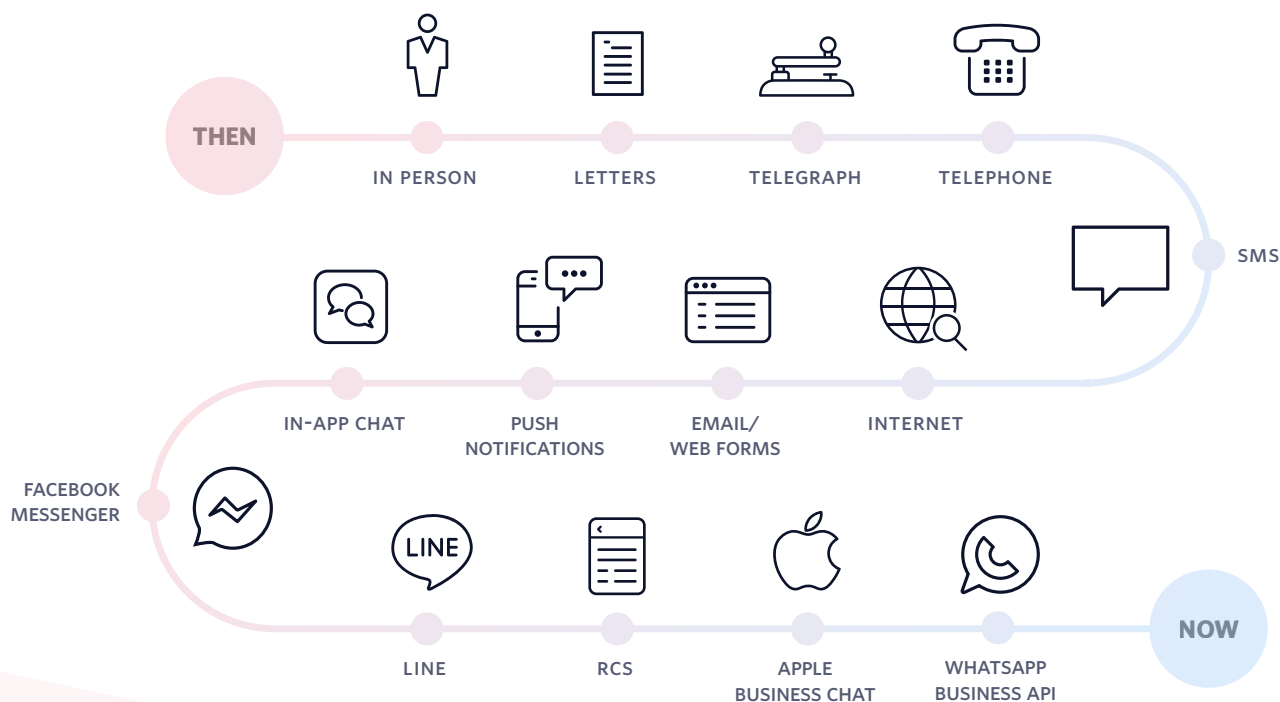 THEN
IN PERSON
LETTERS
TELEGRAPH
TELEPHONE
SMS
INTERNET
EMAIL/
WEB FORMS
PUSH
NOTIFICATIONS
IN-APP CHAT
FACEBOOK
MESSENGER
LINE
LINE
RCS
APPLE
BUSINESS CHAT
WHATSAPP
BUSINESS API
NOW